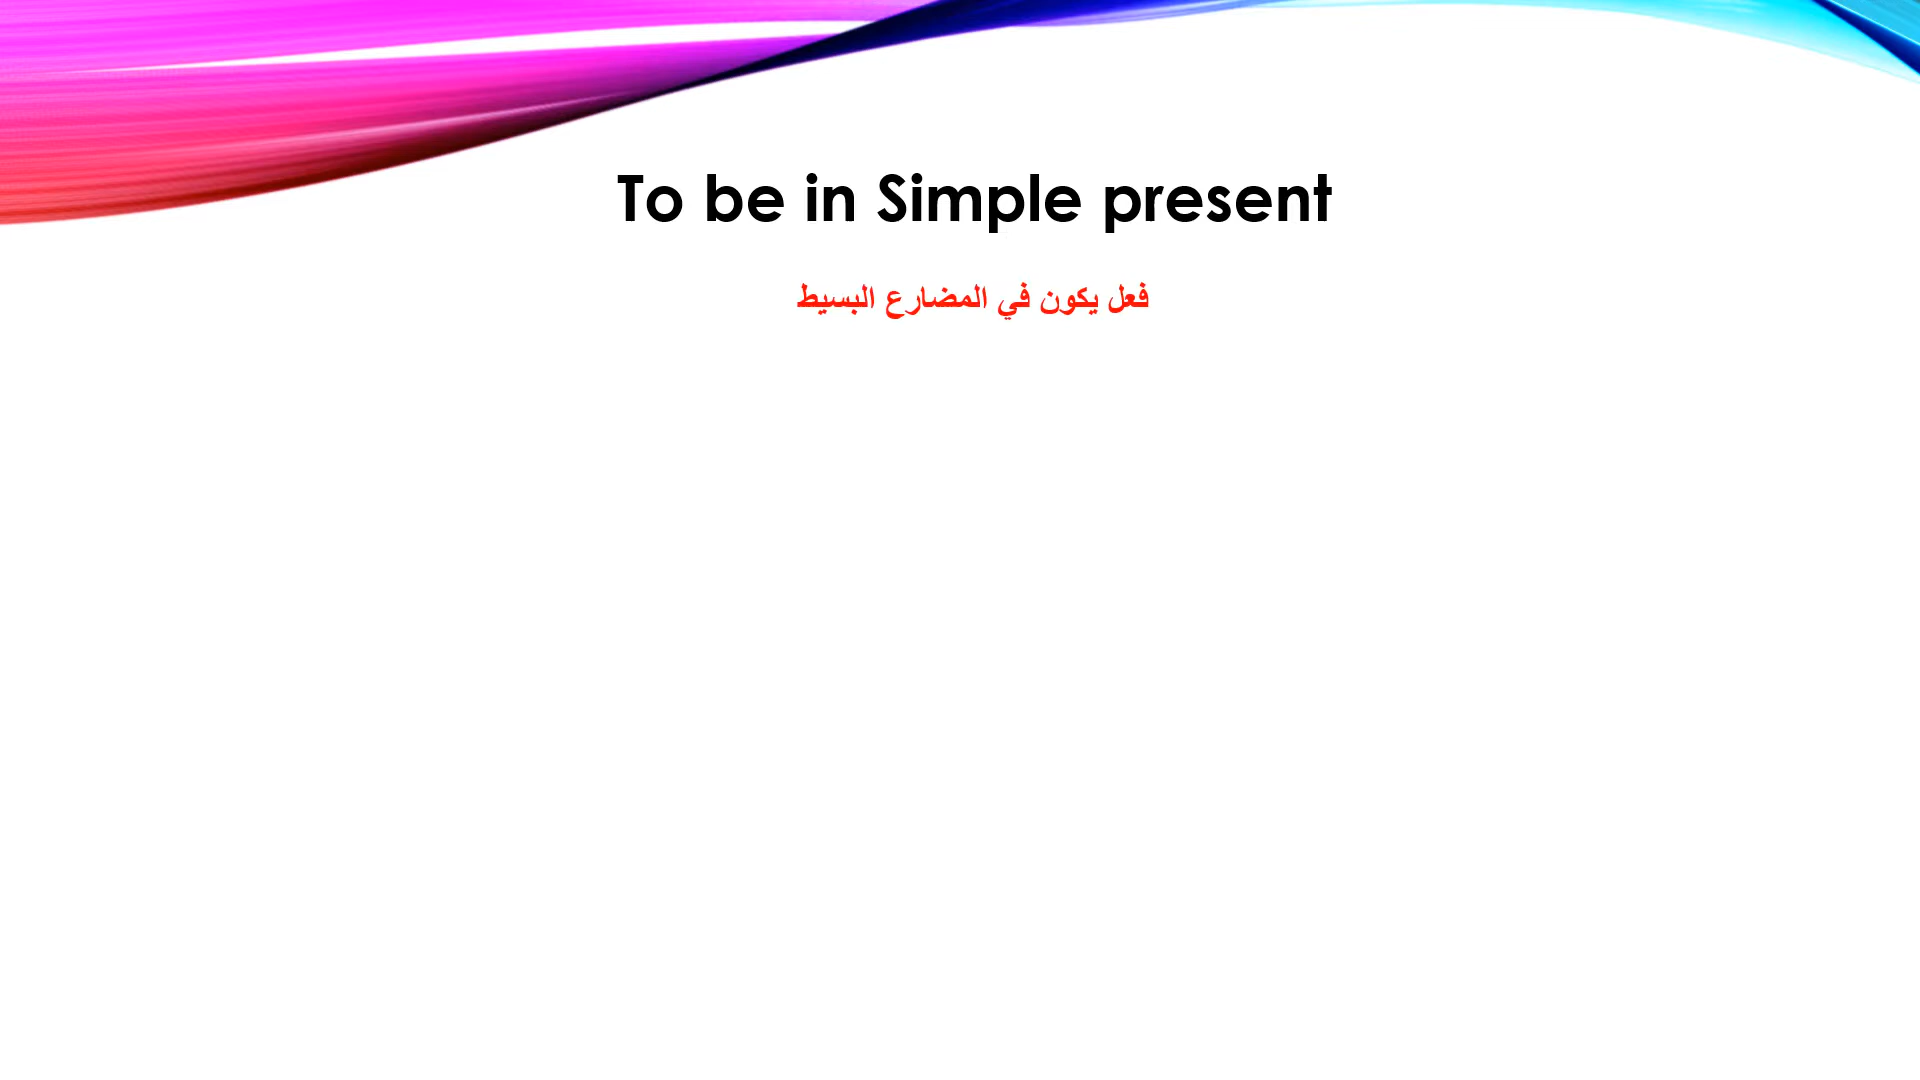 To be in Simple present
فعل يكون في المضارع البسيط